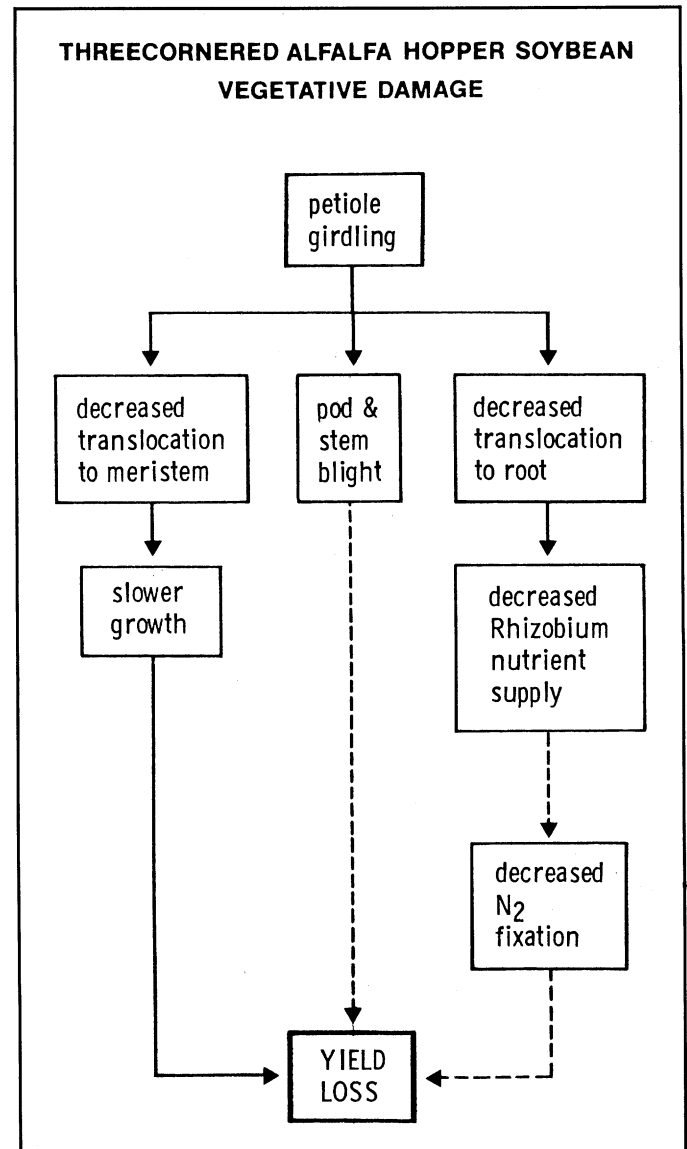 THREECORNERED ALFALFA HOPPER SOYBEAN
VEGETATIVE DAMAGE
petiole
girdling
decreased
translocation
to meristem
pod &
stem
blight
decreased
translocation
to root
slower
growth
decreased
Rhizobium
nutrient
supply
decreased
N2
fixation
YIELD
LOSS